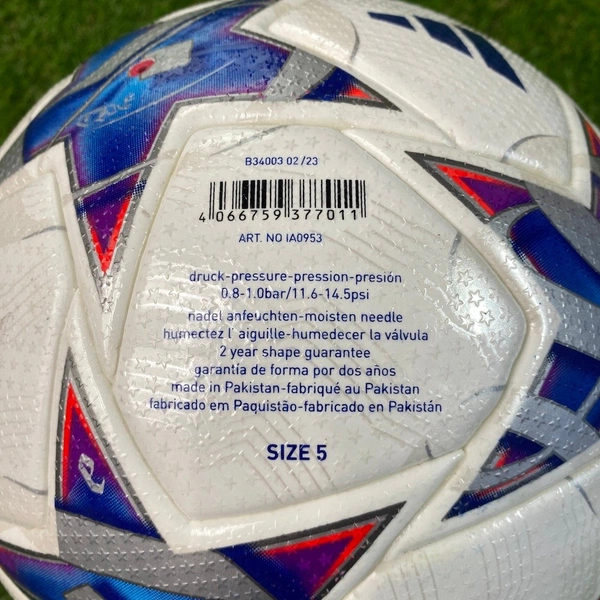 B34003 02/23
4 066759 377011
ART. NO IA0953
druck-pressure-pression-presión
0.8-1.0bar/11.6-14.5psi
nadel anfeuchten-moisten needle
humectez l' aiguille-humedecer la válvula
2 year shape guarantee
garantía de forma por dos años
made in Pakistan-fabriqué au Pakistan
fabricado em Paquistão-fabricado en Pakistán
SIZE 5